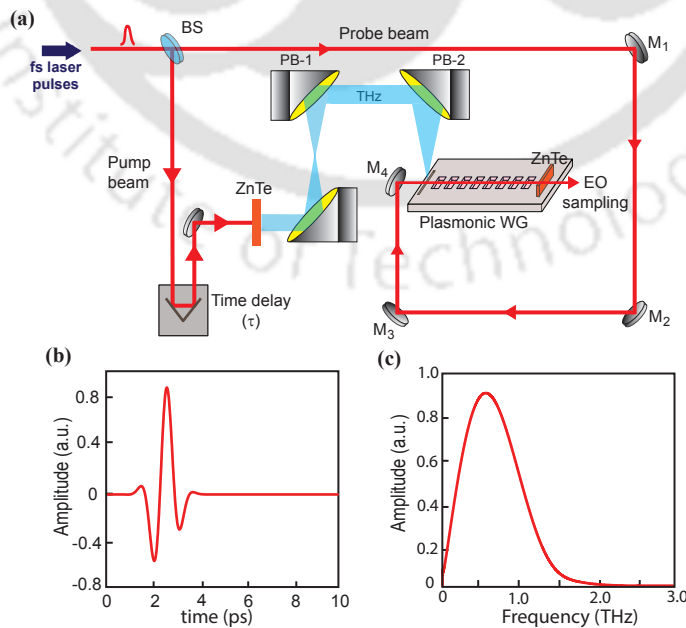 (a)
BS
Probe beam
M1
fs laser
pulses
PB-1
PB-2
THz
Pump
beam
ZnTe
M4
ZnTe
EO
sampling
Plasmonic WG
Time delay
(τ)
M3
M2
(b)
Amplitude (a.u.)
0.8
0.4
0
-0.4
-0.8
0
2
4
6
8
10
time (ps)
(c)
Amplitude (a.u.)
1.0
0.8
0.6
0.4
0.2
0
0
1.0
2.0
3.0
Frequency (THz)
Institute of Technology